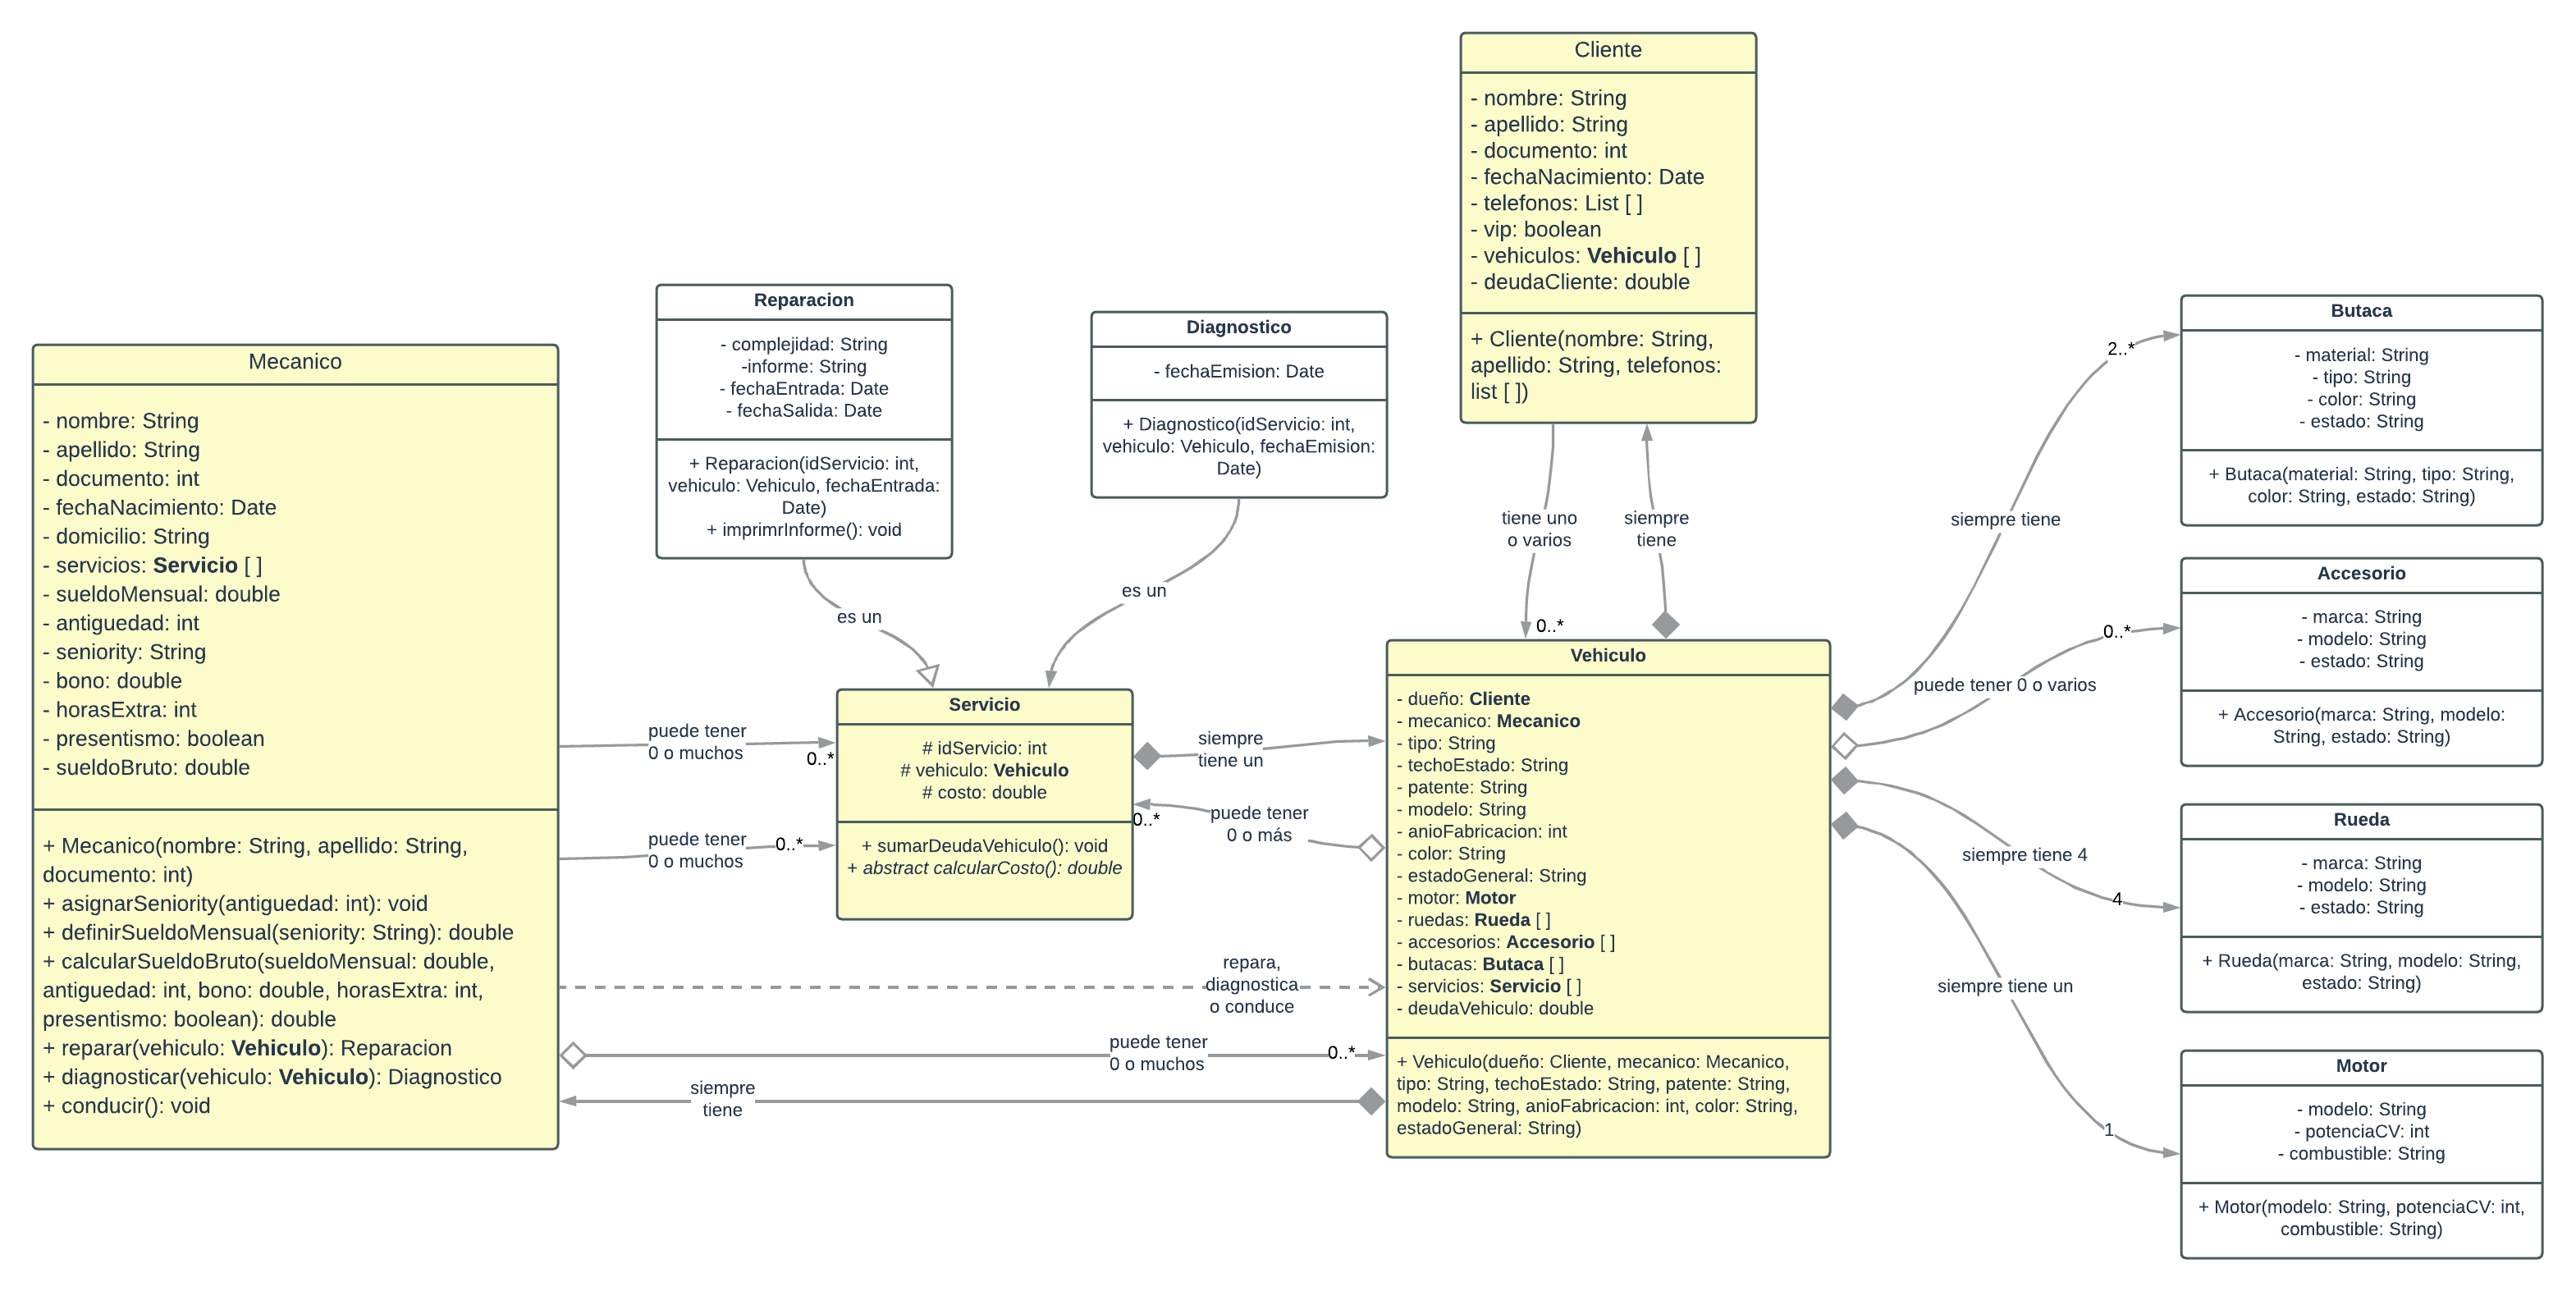 Cliente
- nombre: String
- apellido: String
- documento: int
- fechaNacimiento: Date
- telefonos: List [ ]
- vip: boolean
- vehiculos: Vehiculo [ ]
- deudaCliente: double
+ Cliente(nombre: String,
apellido: String, telefonos:
list [ ])
Reparacion
- complejidad: String
-informe: String
- fechaEntrada: Date
- fechaSalida: Date
+ Reparacion(idServicio: int,
vehiculo: Vehiculo, fechaEntrada:
Date)
+ imprimrInforme(): void
Diagnostico
- fechaEmision: Date
+ Diagnostico(idServicio: int,
vehiculo: Vehiculo, fechaEmision:
Date)
Mecanico
- nombre: String
- apellido: String
- documento: int
- fechaNacimiento: Date
- domicilio: String
- servicios: Servicio [ ]
- sueldoMensual: double
- antiguedad: int
- seniority: String
- bono: double
- horasExtra: int
- presentismo: boolean
- sueldoBruto: double
+ Mecanico(nombre: String, apellido: String,
documento: int)
+ asignarSeniority(antiguedad: int): void
+ definirSueldoMensual(seniority: String): double
+ calcularSueldoBruto(sueldoMensual: double,
antiguedad: int, bono: double, horasExtra: int,
presentismo: boolean): double
+ reparar(vehiculo: Vehiculo): Reparacion
+ diagnosticar(vehiculo: Vehiculo): Diagnostico
+ conducir(): void
es un
es un
tiene uno
o varios
0..*
siempre
tiene
puede tener
0 o muchos
0..*
puede tener
0 o muchos
0..*
Servicio
# idServicio: int
# vehiculo: Vehiculo
# costo: double
+ sumarDeudaVehiculo(): void
+ abstract calcularCosto(): double
siempre
tiene un
puede tener
0 o más
0..*
repara,
diagnostica
o conduce
puede tener
0 o muchos
0..*
siempre
tiene
Vehiculo
- dueño: Cliente
- mecanico: Mecanico
- tipo: String
- techoEstado: String
- patente: String
- modelo: String
- anioFabricacion: int
- color: String
- estadoGeneral: String
- motor: Motor
- ruedas: Rueda [ ]
- accesorios: Accesorio [ ]
- butacas: Butaca [ ]
- servicios: Servicio [ ]
- deudaVehiculo: double
+ Vehiculo(dueño: Cliente, mecanico: Mecanico,
tipo: String, techoEstado: String, patente: String,
modelo: String, anioFabricacion: int, color: String,
estadoGeneral: String)
siempre tiene
2..*
puede tener 0 o varios
0..*
siempre tiene 4
4
siempre tiene un
1
Butaca
- material: String
- tipo: String
- color: String
- estado: String
+ Butaca(material: String, tipo: String,
color: String, estado: String)
Accesorio
- marca: String
- modelo: String
- estado: String
+ Accesorio(marca: String, modelo:
String, estado: String)
Rueda
- marca: String
- modelo: String
- estado: String
+ Rueda(marca: String, modelo: String,
estado: String)
Motor
- modelo: String
- potenciaCV: int
- combustible: String
+ Motor(modelo: String, potenciaCV: int,
combustible: String)